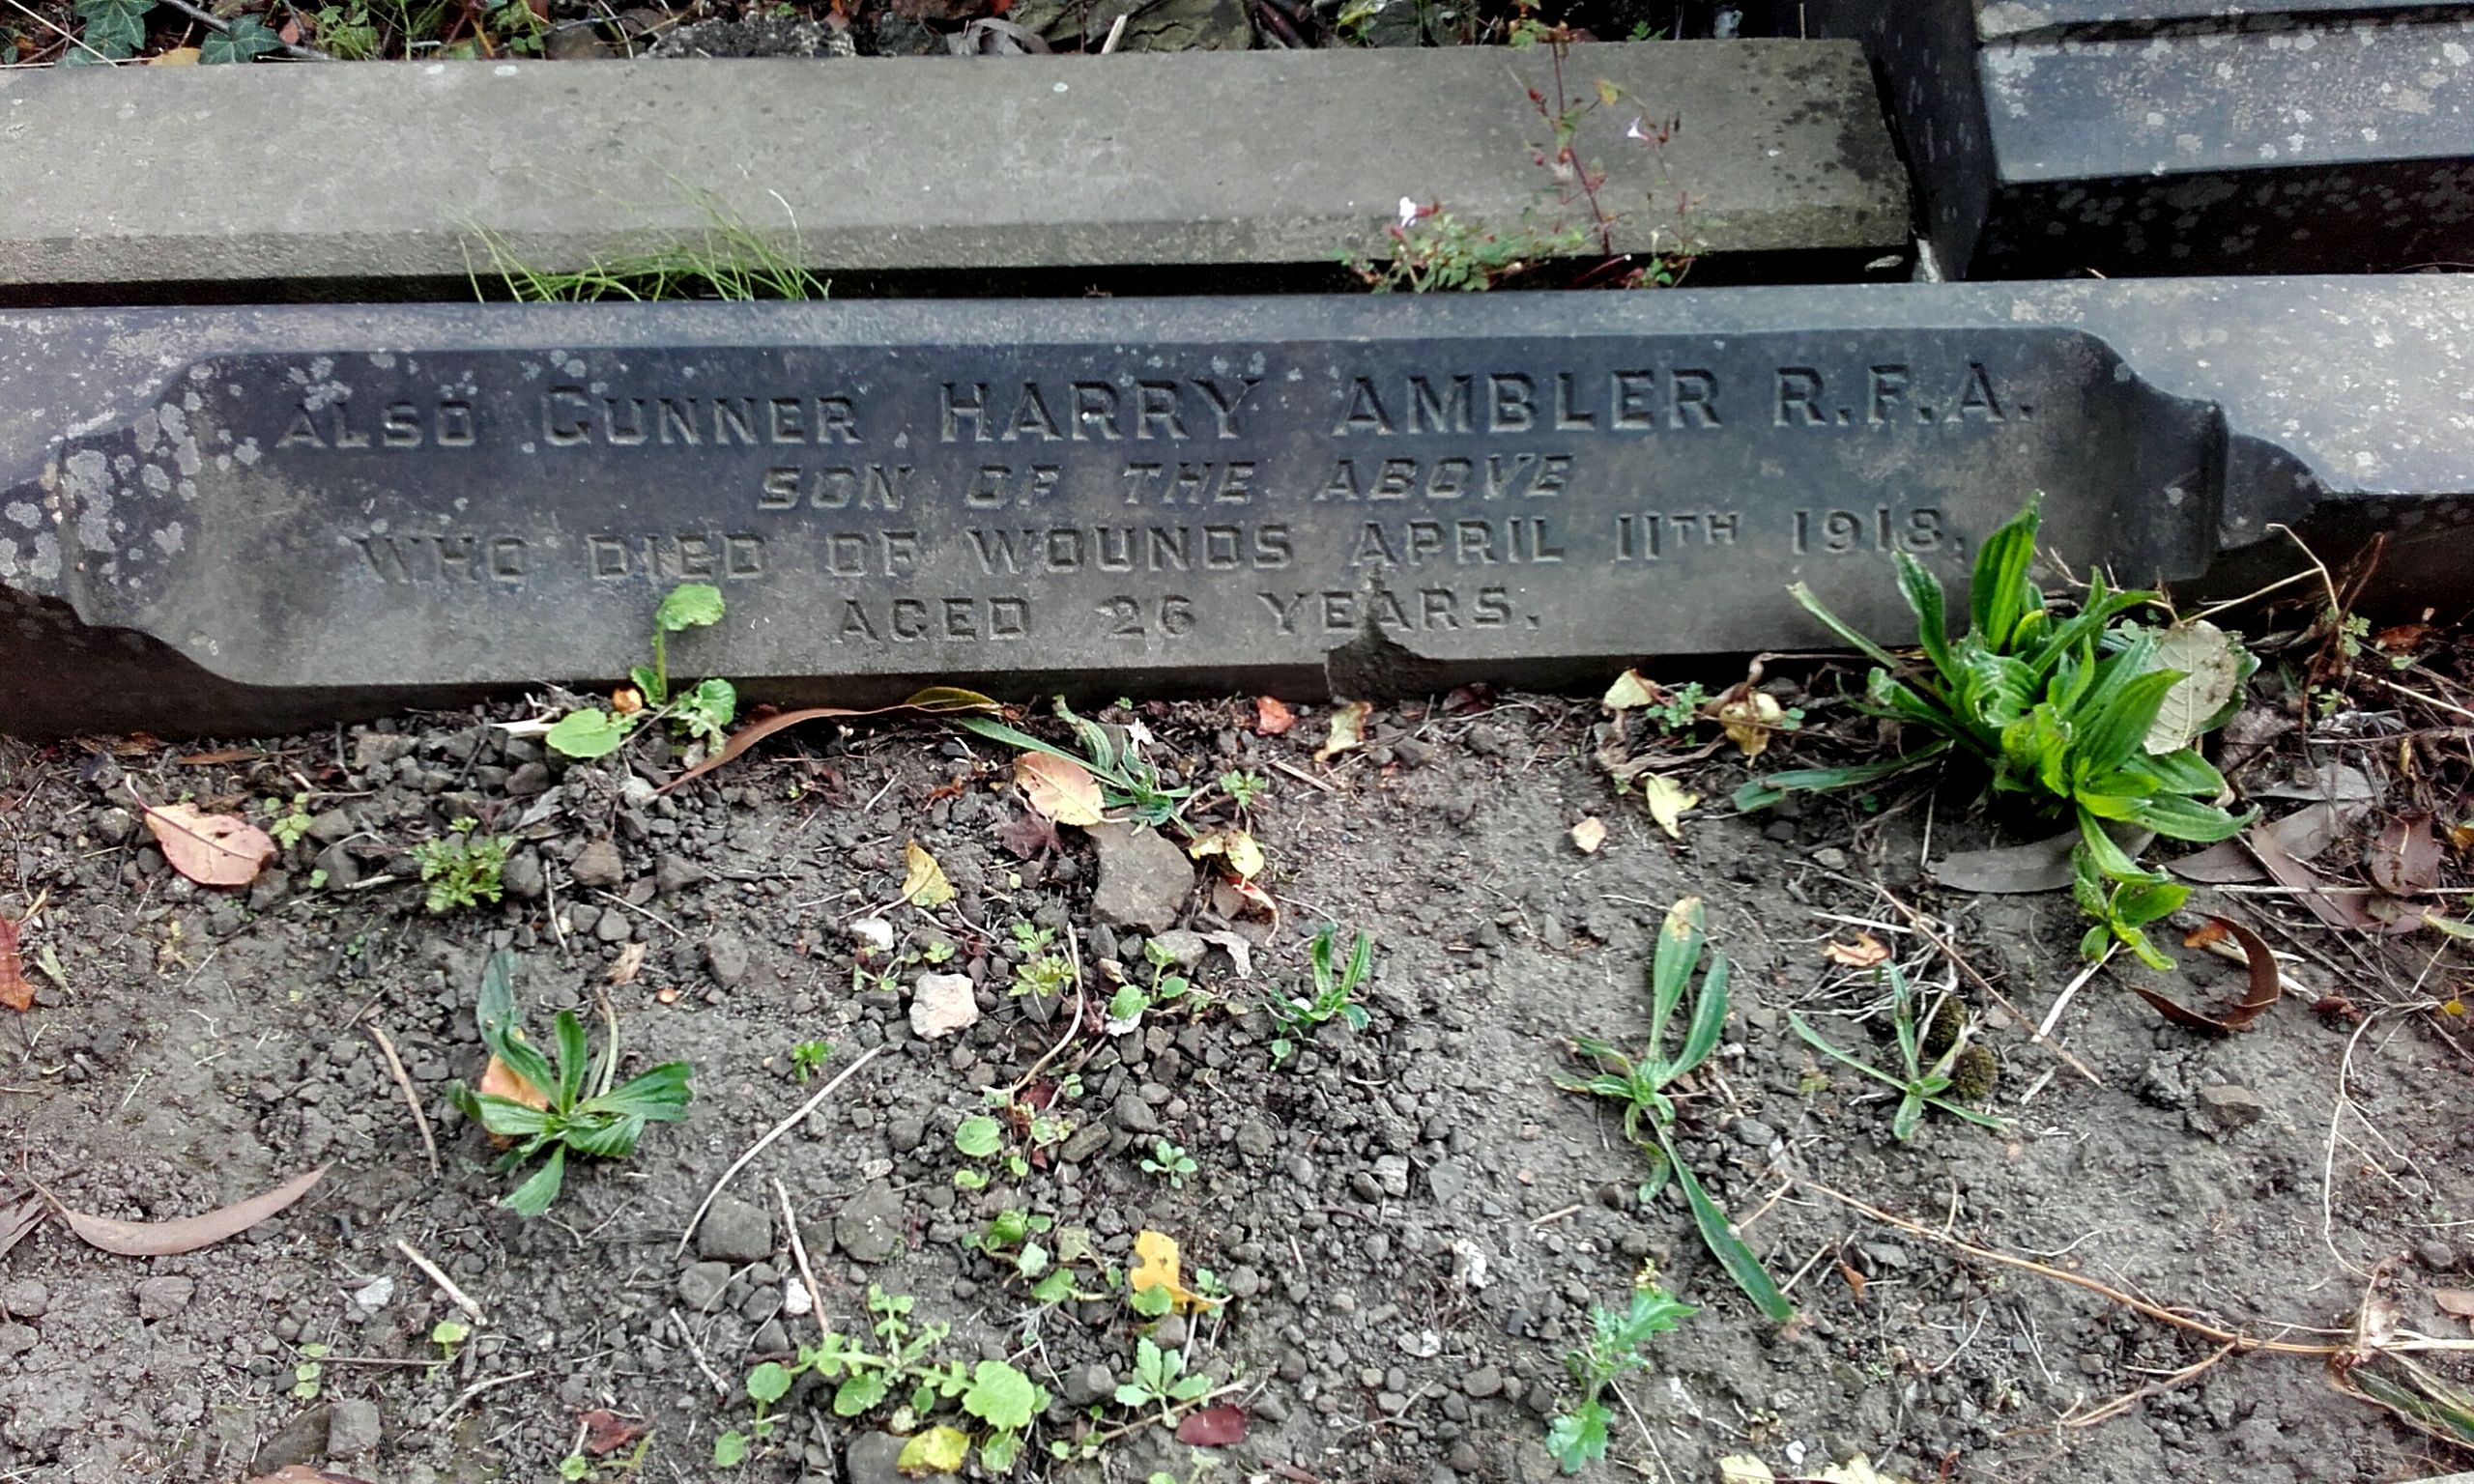 ALSO GUNNER HARRY AMBLER R.F.A.
SON OF THE ABOVE
WHO DIED OF WOUNDS APRIL 11TH 1918,
AGED 26 YEARS.